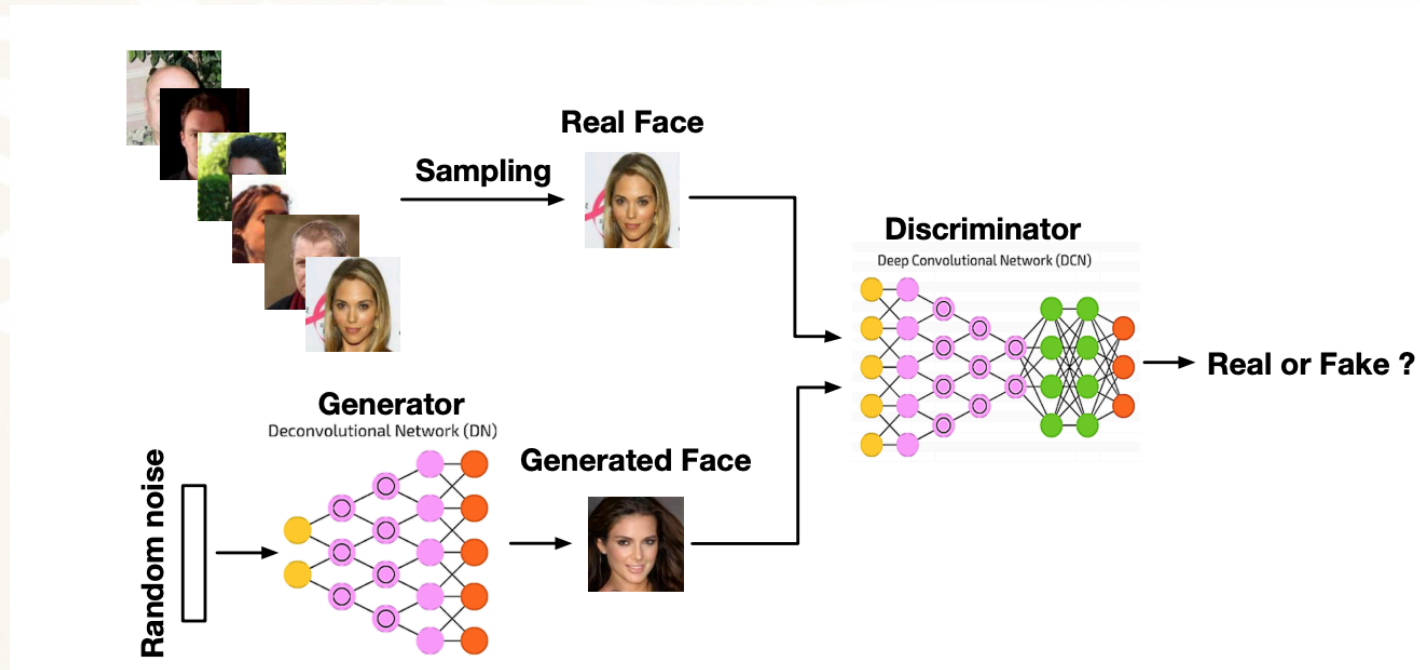 Real Face
Sampling
Discriminator
Deep Convolutional Network (DCN)
Real or Fake ?
Generator
Deconvolutional Network (DN)
Generated Face
Random noise